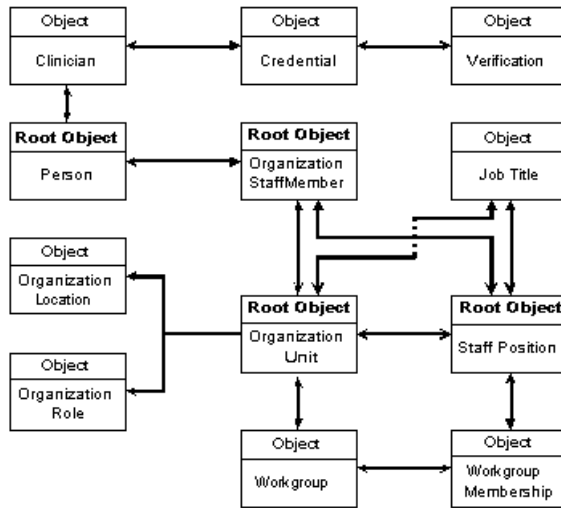 Object
Clinician
Object
Credential
Object
Verification
Root Object
Person
Root Object
Organization
StaffMember
Object
Job Title
Object
Organization
Location
Root Object
Organization
Unit
Root Object
Staff Position
Object
Organization
Role
Object
Workgroup
Object
Workgroup
Membership